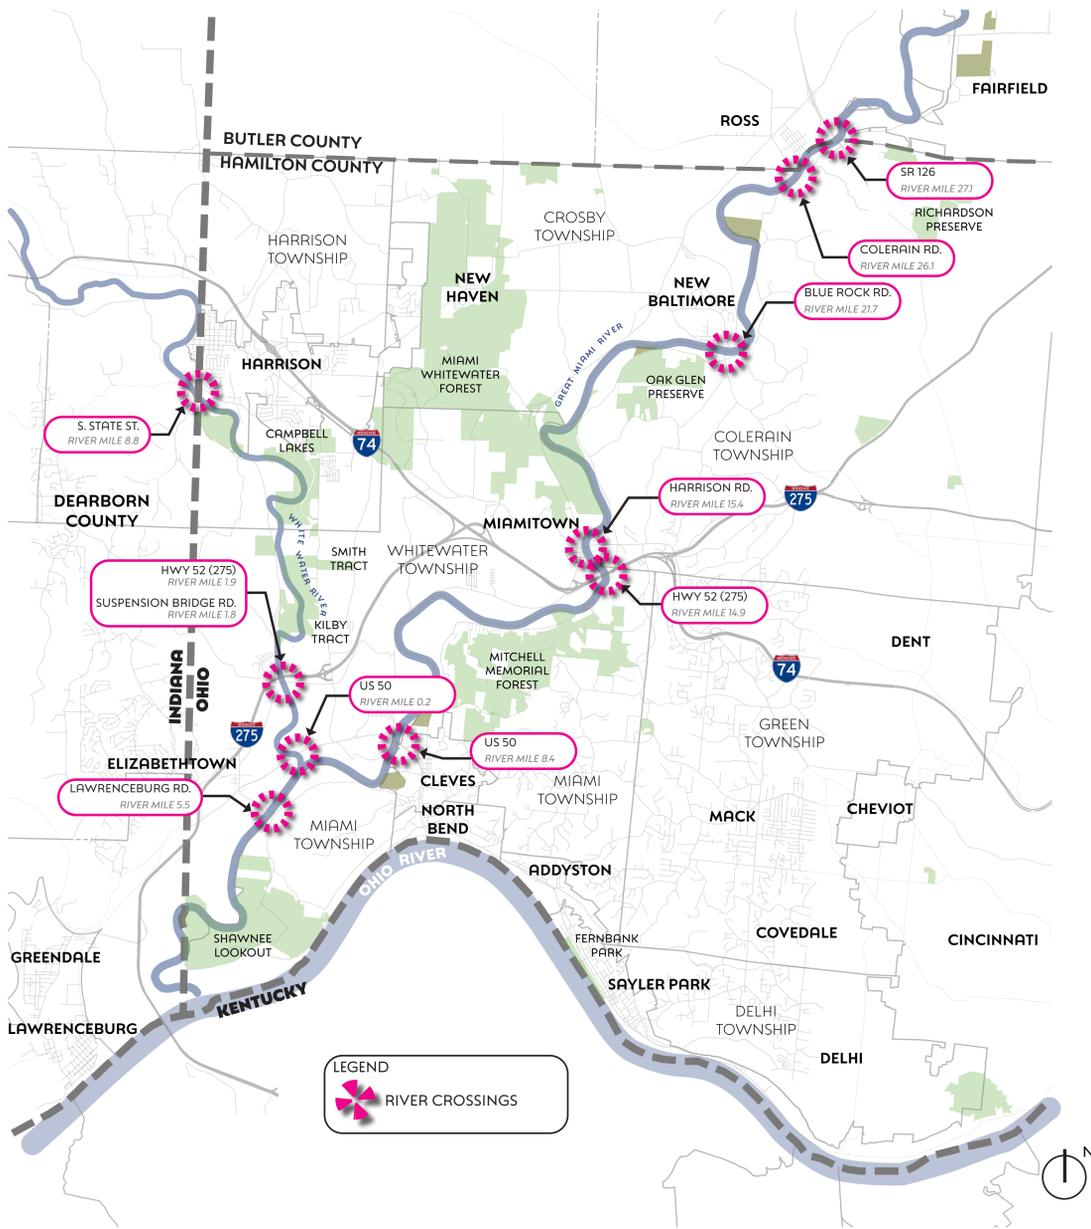 FAIRFIELD
ROSS
BUTLER COUNTY
HAMILTON COUNTY
SR 126
RIVER MILE 27.1
RICHARDSON
PRESERVE
CROSBY
TOWNSHIP
HARRISON
TOWNSHIP
COLERAIN RD.
RIVER MILE 26.1
NEW
HAVEN
NEW
BALTIMORE
BLUE ROCK RD.
RIVER MILE 21.7
GREAT MIAMI RIVER
HARRISON
MIAMI
WHITEWATER
FOREST
OAK GLEN
PRESERVE
S. STATE ST.
RIVER MILE 8.8
CAMPBELL
LAKES
INTERSTATE
74
COLERAIN
TOWNSHIP
DEARBORN
COUNTY
HARRISON RD.
RIVER MILE 15.4
INTERSTATE
275
MIAMITOWN
WHITE WATER RIVER
SMITH
TRACT
WHITEWATER
TOWNSHIP
HWY 52 (275)
RIVER MILE 1.9
SUSPENSION BRIDGE RD.
RIVER MILE 1.8
HWY 52 (275)
RIVER MILE 14.9
KILBY
TRACT
DENT
MITCHELL
MEMORIAL
FOREST
INTERSTATE
74
INDIANA
OHIO
US 50
RIVER MILE 0.2
INTERSTATE
275
GREEN
TOWNSHIP
US 50
RIVER MILE 8.4
ELIZABETHTOWN
CLEVES
MIAMI
TOWNSHIP
LAWRENCEBURG RD.
RIVER MILE 5.5
NORTH
BEND
MACK
CHEVIOT
MIAMI
TOWNSHIP
OHIO RIVER
ADDYSTON
SHAWNEE
LOOKOUT
FERNBANK
PARK
COVEDALE
CINCINNATI
GREENDALE
SAYLER PARK
KENTUCKY
LAWRENCEBURG
DELHI
TOWNSHIP
DELHI
LEGEND
RIVER CROSSINGS
N